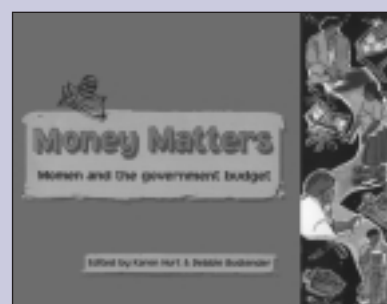 Money Matters
Women and the government budget
Edited by Karen Hurt & Debbie Budlender